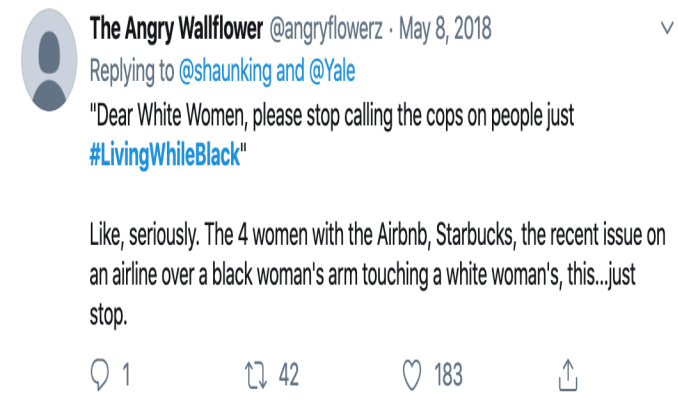 The Angry Wallflower @angryflowerz · May 8, 2018
Replying to @shaunking and @Yale
"Dear White Women, please stop calling the cops on people just
#LivingWhileBlack"
Like, seriously. The 4 women with the Airbnb, Starbucks, the recent issue on
an airline over a black woman's arm touching a white woman's, this...just
stop.
1 42 183